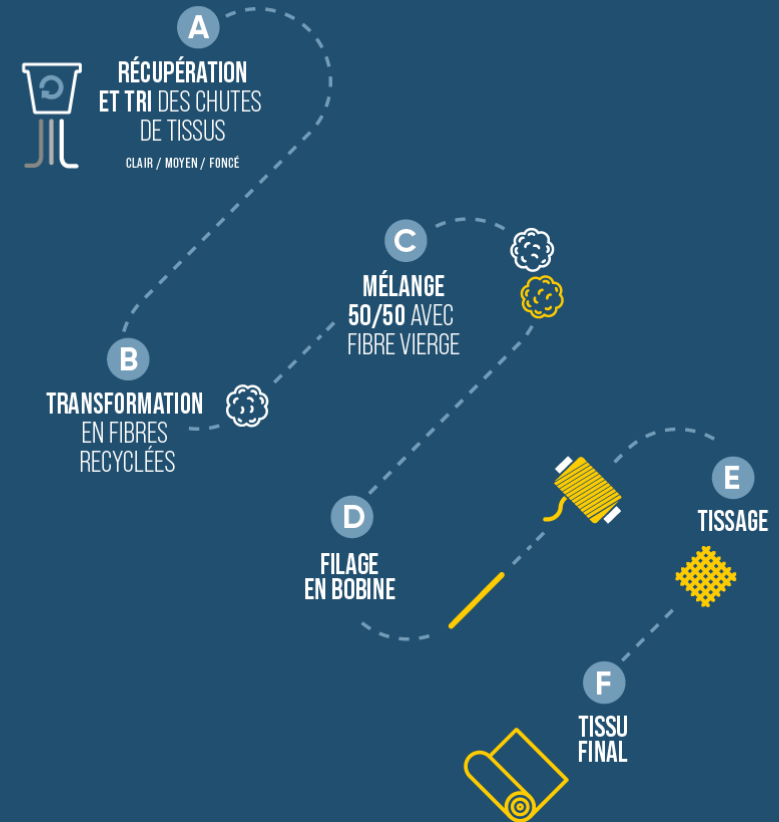 A
RÉCUPÉRATION
ET TRI DES CHUTES
DE TISSUS
CLAIR / MOYEN / FONCÉ
B
TRANSFORMATION
EN FIBRES
RECYCLÉES
C
MÉLANGE
50/50 AVEC
FIBRE VIERGE
D
FILAGE
EN BOBINE
E
TISSAGE
F
TISSU
FINAL